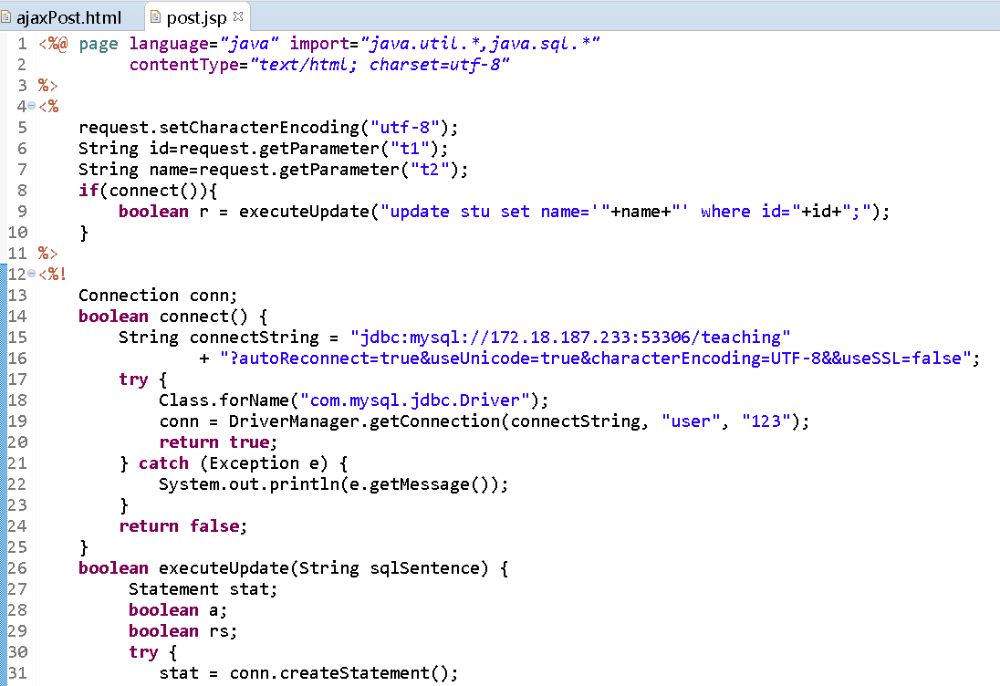 ajaxPost.html post.jsp
1 <%@ page language="java" import="java.util.*,java.sql.*"
2 contentType="text/html; charset=utf-8"
3 %>
4 <%
5 request.setCharacterEncoding("utf-8");
6 String id=request.getParameter("t1");
7 String name=request.getParameter("t2");
8 if(connect()){
9 boolean r = executeUpdate("update stu set name='"+name+"' where id="+id+";");
10 }
11 %>
12 <%!
13 Connection conn;
14 boolean connect() {
15 String connectString = "jdbc:mysql://172.18.187.233:53306/teaching"
16 + "?autoReconnect=true&useUnicode=true&characterEncoding=UTF-8&&useSSL=false";
17 try {
18 Class.forName("com.mysql.jdbc.Driver");
19 conn = DriverManager.getConnection(connectString, "user", "123");
20 return true;
21 } catch (Exception e) {
22 System.out.println(e.getMessage());
23 }
24 return false;
25 }
26 boolean executeUpdate(String sqlSentence) {
27 Statement stat;
28 boolean a;
29 boolean rs;
30 try {
31 stat = conn.createStatement();